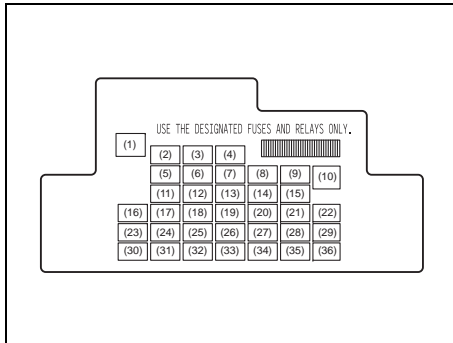 USE THE DESIGNATED FUSES AND RELAYS ONLY.
(1)
(2) (3) (4)
(5) (6) (7) (8) (9) (10)
(11) (12) (13) (14) (15)
(16) (17) (18) (19) (20) (21) (22)
(23) (24) (25) (26) (27) (28) (29)
(30) (31) (32) (33) (34) (35) (36)